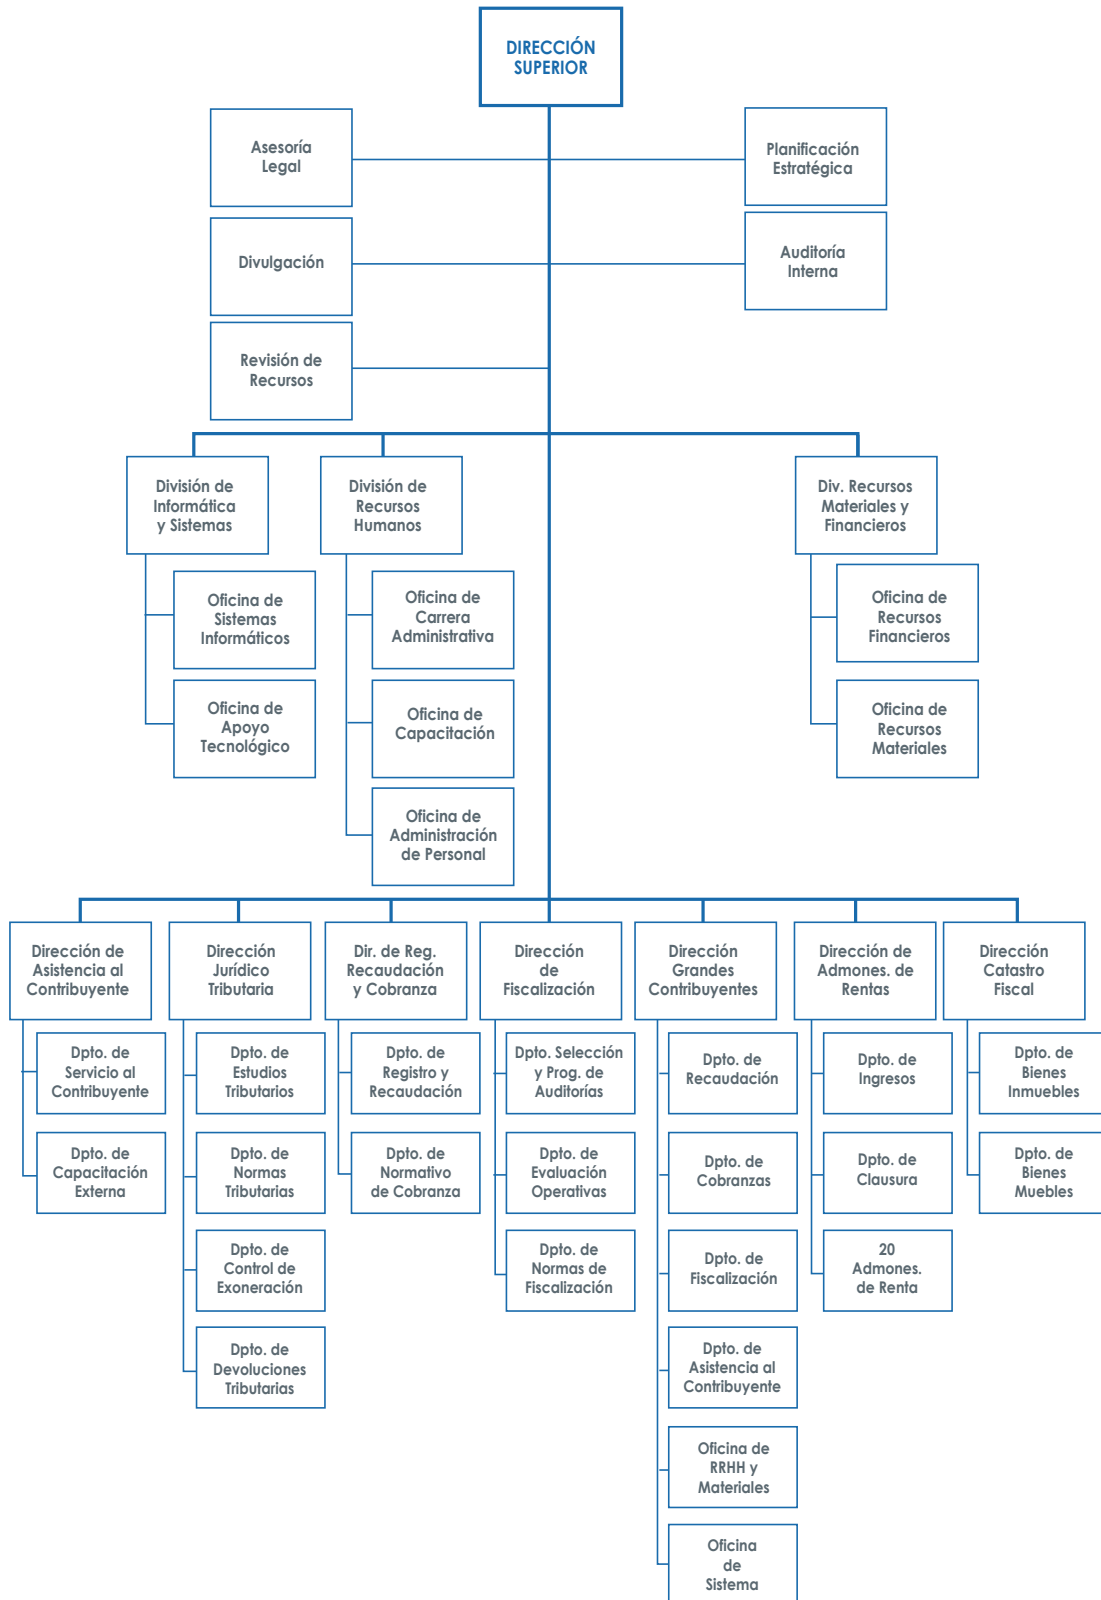 DIRECCIÓN
SUPERIOR
Asesoría
Legal
Planificación
Estratégica
Divulgación
Auditoría
Interna
Revisión de
Recursos
División de
Informática
y Sistemas
División de
Recursos
Humanos
Div. Recursos
Materiales y
Financieros
Oficina de
Sistemas
Informáticos
Oficina de
Carrera
Administrativa
Oficina de
Recursos
Financieros
Oficina de
Apoyo
Tecnológico
Oficina de
Capacitación
Oficina de
Recursos
Materiales
Oficina de
Administración
de Personal
Dirección de
Asistencia al
Contribuyente
Dirección
Jurídico
Tributaria
Dir. de Reg.
Recaudación
y Cobranza
Dirección
de
Fiscalización
Dirección
Grandes
Contribuyentes
Dirección de
Admones. de
Rentas
Dirección
Catastro
Fiscal
Dpto. de
Servicio al
Contribuyente
Dpto. de
Estudios
Tributarios
Dpto. de
Registro y
Recaudación
Dpto. Selección
y Prog. de
Auditorías
Dpto. de
Recaudación
Dpto. de
Ingresos
Dpto. de
Bienes
Inmuebles
Dpto. de
Capacitación
Externa
Dpto. de
Normas
Tributarias
Dpto. de
Normativo
de Cobranza
Dpto. de
Evaluación
Operativas
Dpto. de
Cobranzas
Dpto. de
Clausura
Dpto. de
Bienes
Muebles
Dpto. de
Control de
Exoneración
Dpto. de
Normas de
Fiscalización
Dpto. de
Fiscalización
20
Admones.
de Renta
Dpto. de
Devoluciones
Tributarias
Dpto. de
Asistencia al
Contribuyente
Oficina de
RRHH y
Materiales
Oficina
de
Sistema